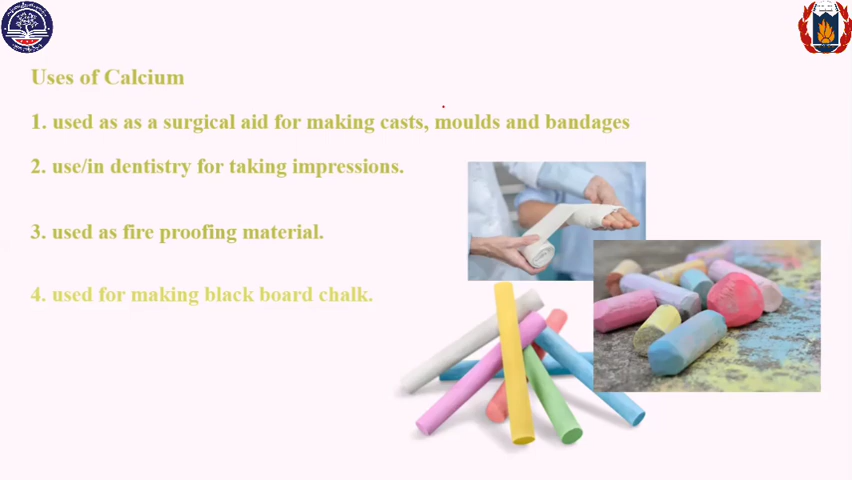 Uses of Calcium
1. used as as a surgical aid for making casts, moulds and bandages
2. use/in dentistry for taking impressions.
3. used as fire proofing material.
4. used for making black board chalk.